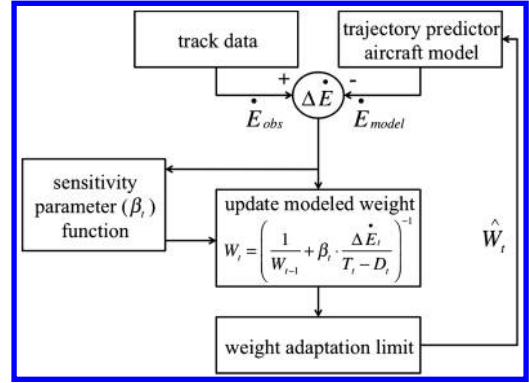 track data
trajectory predictor
aircraft model
+
-
ΔĖ
Ė_obs
Ė_model
sensitivity
parameter (β_t)
function
update modeled weight
W_t = (1/W_{t-1} + β_t · ΔĖ_t/(T_t − D_t))^{-1}
Ŵ_t
weight adaptation limit